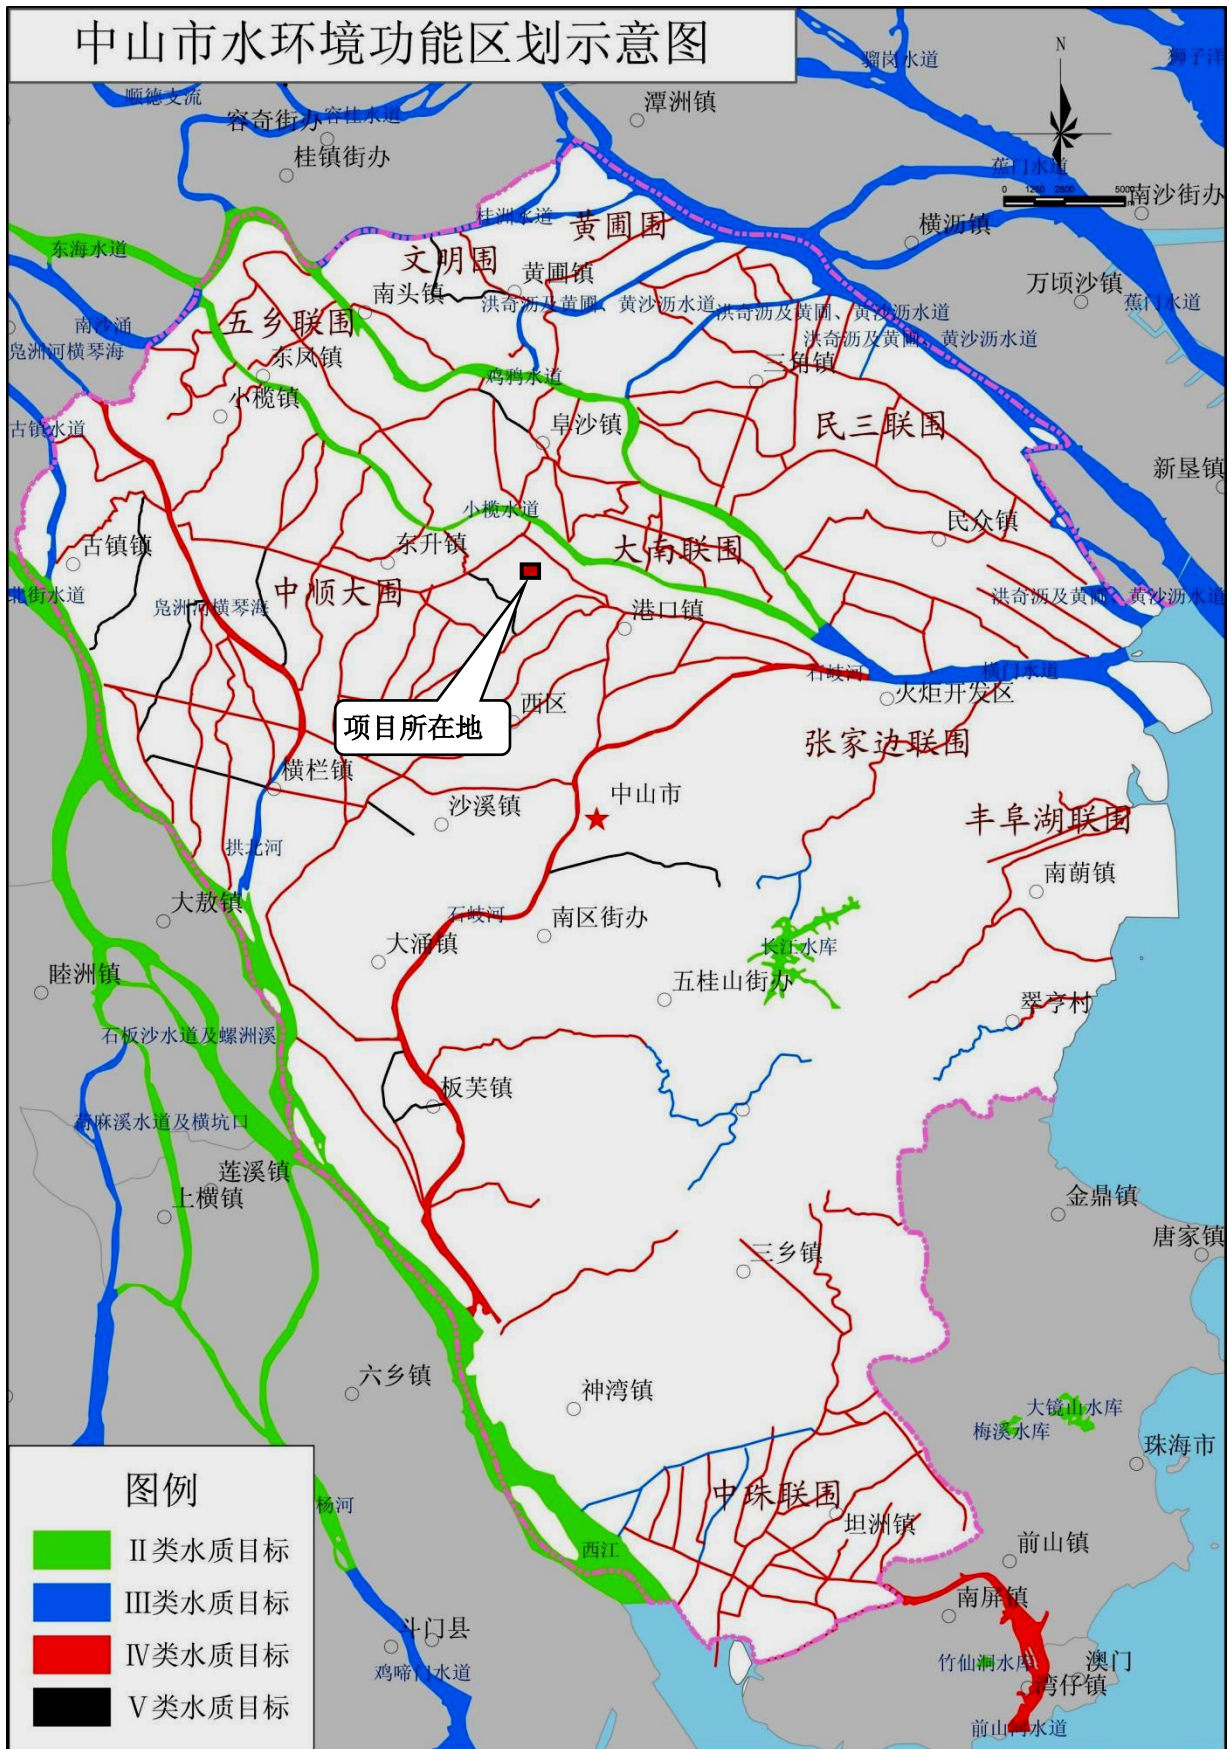 中山市水环境功能区划示意图
N
骝岗水道
狮子洋
顺德支流
容奇街办
容桂水道
潭洲镇
桂镇街办
蕉门水道
0 1250 2500 5000
南沙街办
桂洲水道
黄圃围
横沥镇
东海水道
文明围
黄圃镇
万顷沙镇
南头镇
洪奇沥及黄圃、黄沙沥水道
洪奇沥及黄圃、黄沙沥水道
蕉门水道
南沙涌
五乡联围
洪奇沥及黄圃、黄沙沥水道
凫洲河横琴海
东凤镇
鸡鸦水道
三角镇
小榄镇
古镇水道
阜沙镇
民三联围
新垦镇
小榄水道
民众镇
古镇镇
东升镇
大南联围
北街水道
凫洲河横琴海
中顺大围
港口镇
洪奇沥及黄圃、黄沙沥水道
石岐河
横门水道
西区
火炬开发区
项目所在地
张家边联围
横栏镇
中山市
沙溪镇
丰阜湖联围
拱北河
南蓢镇
大敖镇
石岐河
南区街办
大涌镇
长江水库
睦洲镇
五桂山街办
翠亨村
石板沙水道及螺洲溪
板芙镇
荷麻溪水道及横坑口
莲溪镇
上横镇
金鼎镇
唐家镇
三乡镇
六乡镇
神湾镇
大镜山水库
梅溪水库
珠海市
图例
中珠联围
杨河
坦洲镇
II类水质目标
西江
前山镇
III类水质目标
南屏镇
斗门县
IV类水质目标
鸡啼门水道
竹仙洞水库
澳门
湾仔镇
V类水质目标
前山河水道